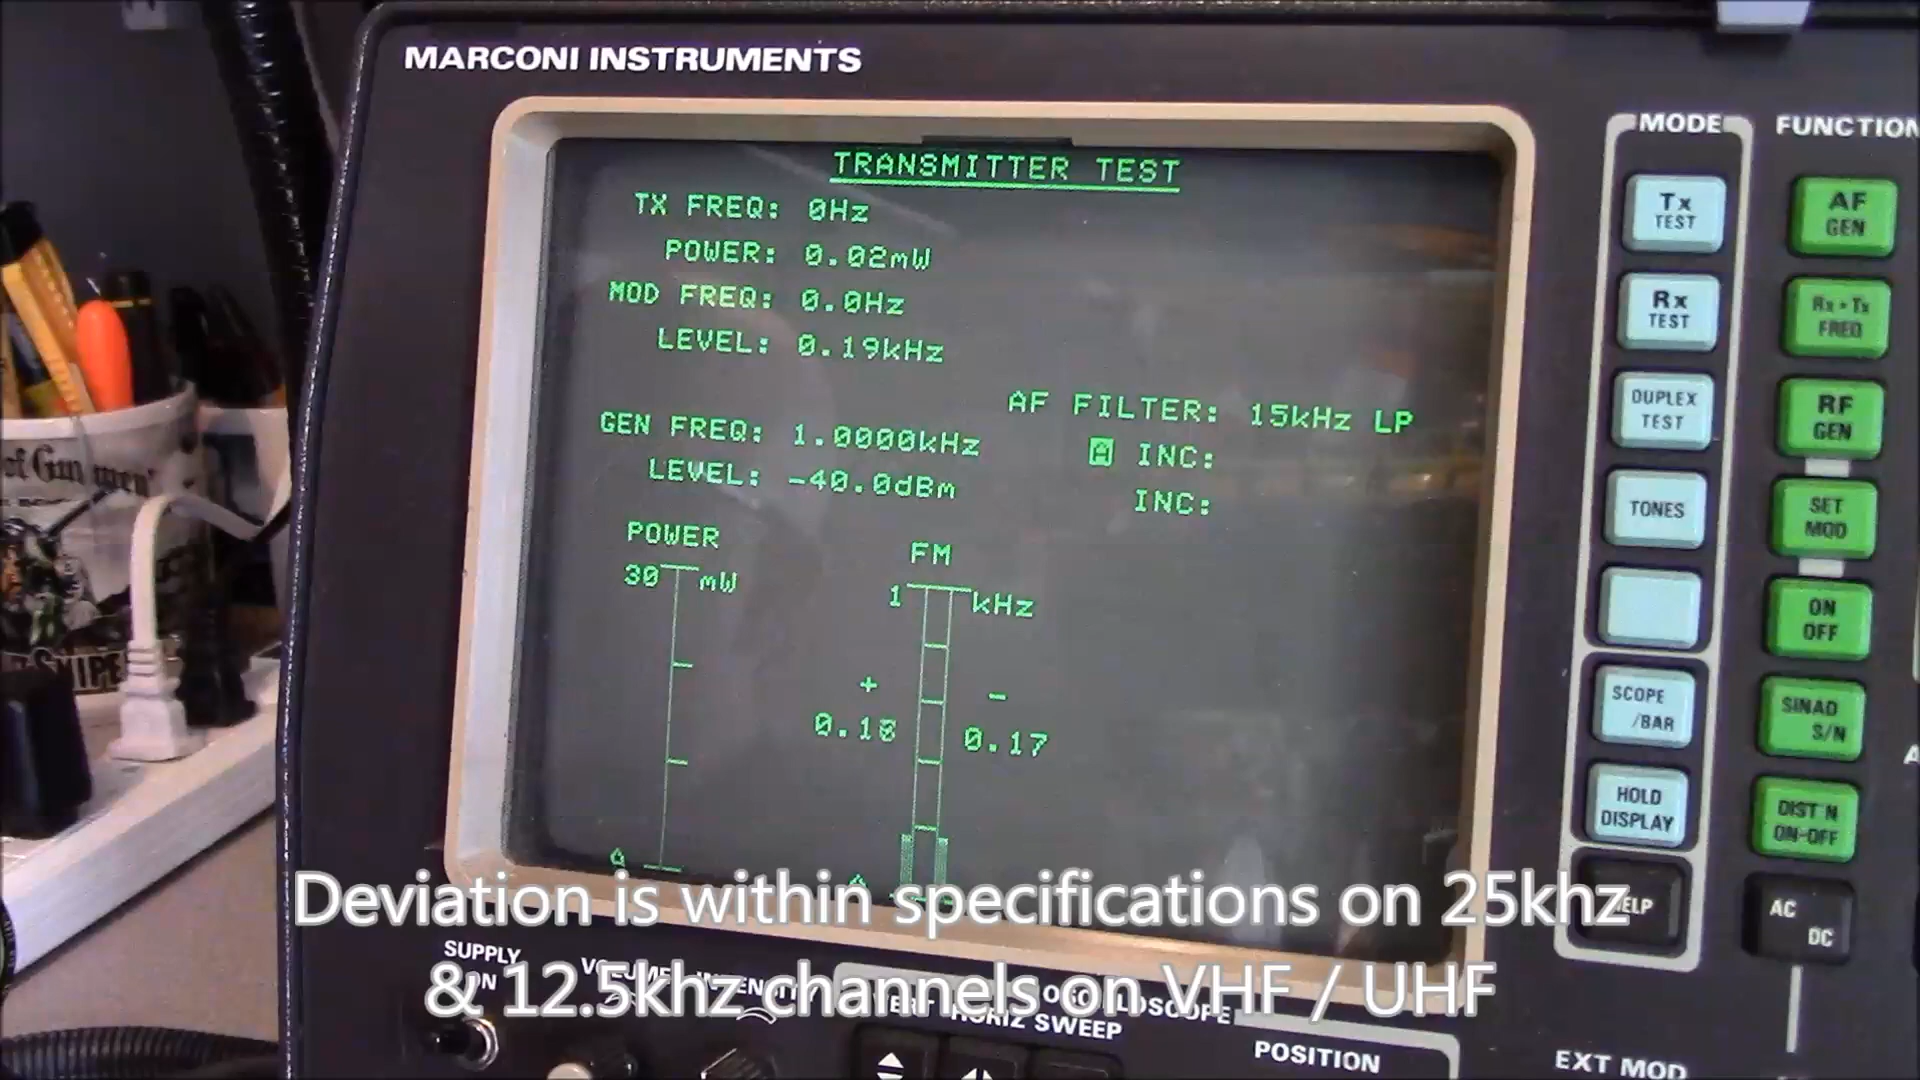 MARCONI INSTRUMENTS
MODE
FUNCTION
TRANSMITTER TEST
TX FREQ: 0Hz
POWER: 0.02mW
MOD FREQ: 0.0Hz
LEVEL: 0.19kHz
AF FILTER: 15kHz LP
GEN FREQ: 1.0000kHz
A INC:
LEVEL: -40.0dBm
INC:
POWER
FM
30 mW
1 kHz
+ -
0.17
Tx TEST
AF GEN
Rx TEST
Rx•Tx FREQ
DUPLEX TEST
RF GEN
TONES
SET MOD
ON OFF
SCOPE /BAR
SINAD S/N
HOLD DISPLAY
DIST N ON-OFF
AC DC
Deviation is within specifications on 25khz
& 12.5khz channels on VHF / UHF
SUPPLY
ON
HORIZ SWEEP
POSITION
EXT MOD